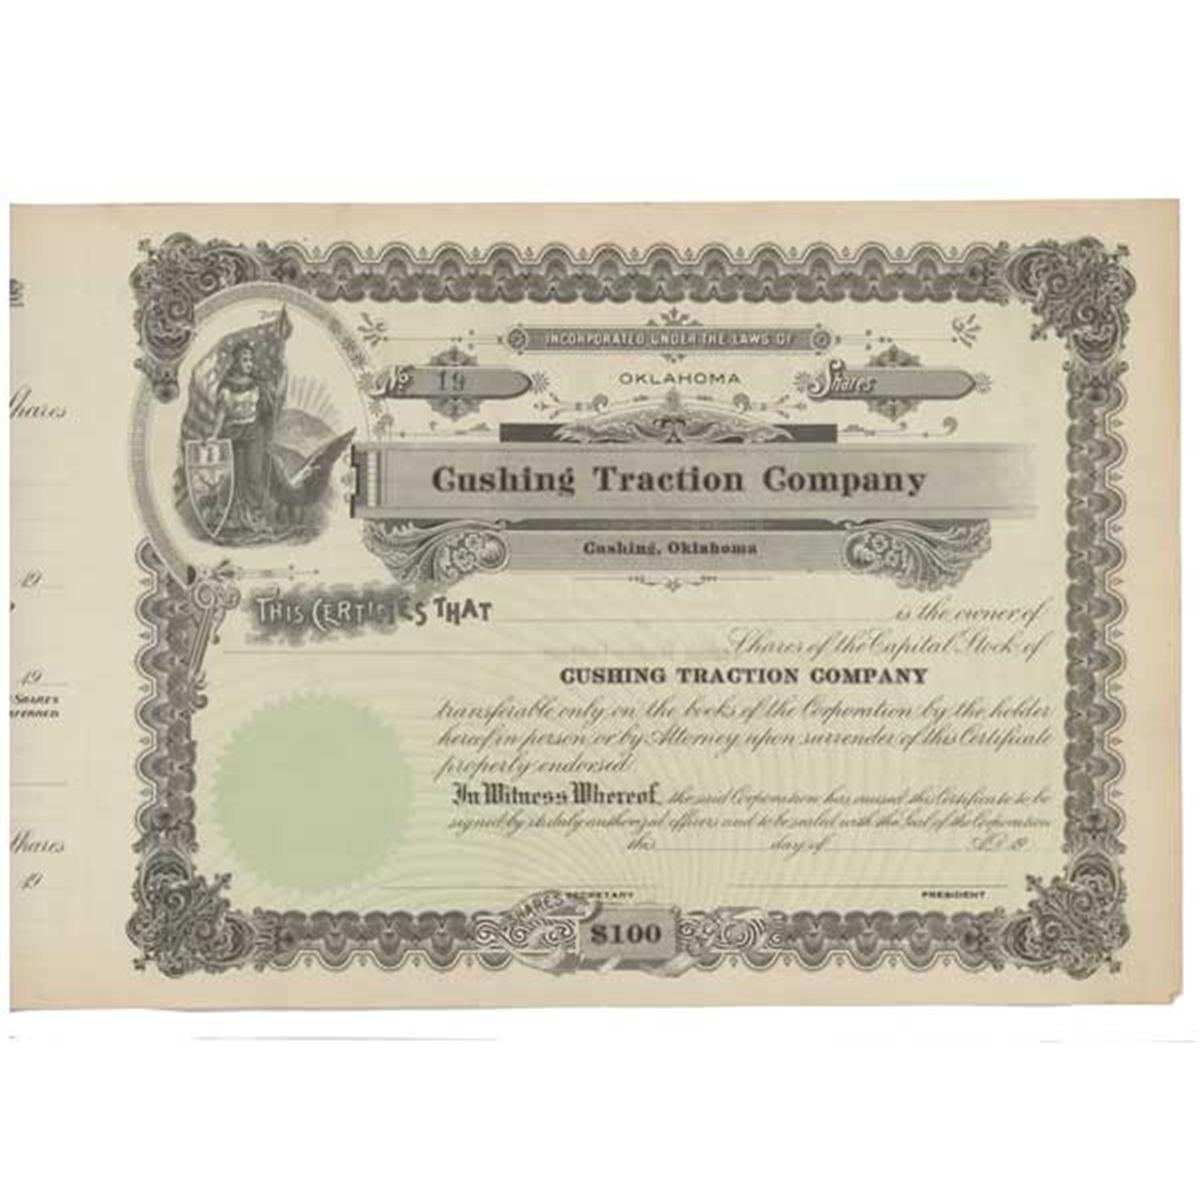 INCORPORATED UNDER THE LAWS OF
No. 19
OKLAHOMA
Shares
Cushing Traction Company
Cushing, Oklahoma
THIS CERTIFIES THAT
is the owner of
Shares of the Capital Stock of
CUSHING TRACTION COMPANY
transferable only on the books of the Corporation by the holder
hereof in person or by Attorney upon surrender of this Certificate
properly endorsed.
In Witness Whereof, the said Corporation has caused this Certificate to be
signed by its duly authorized officers and to be sealed with the Seal of the Corporation
this day of A.D. 19
SECRETARY
PRESIDENT
SHARES
$100
Shares
19
19
SHARES
Shares
19